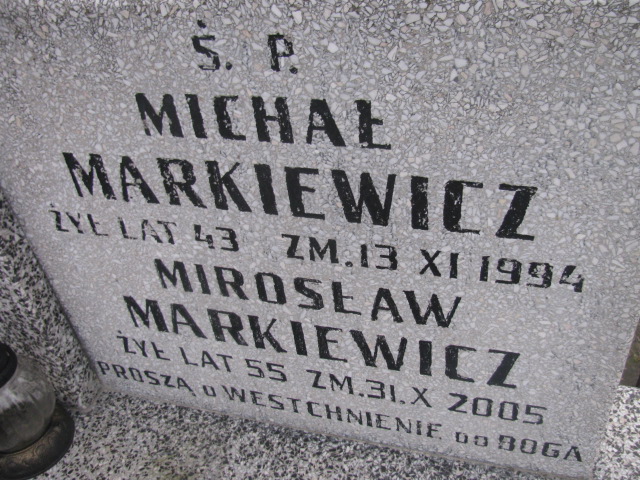 Ś. P.
MICHAŁ
MARKIEWICZ
ŻYŁ LAT 43 ZM. 13 XI 1994
MIROSŁAW
MARKIEWICZ
ŻYŁ LAT 55 ZM. 31. X 2005
PROSZĄ O WESTCHNIENIE DO BOGA